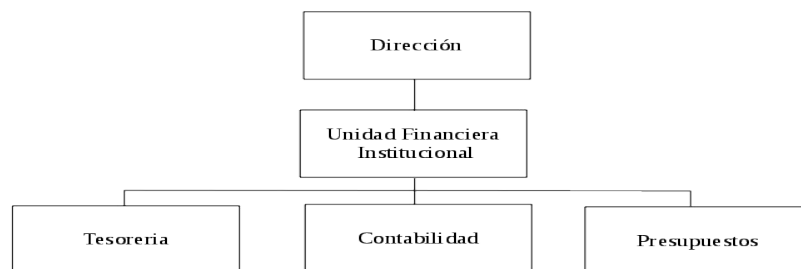 Dirección
Unidad Financiera
Institucional
Tesoreria
Contabilidad
Presupuestos